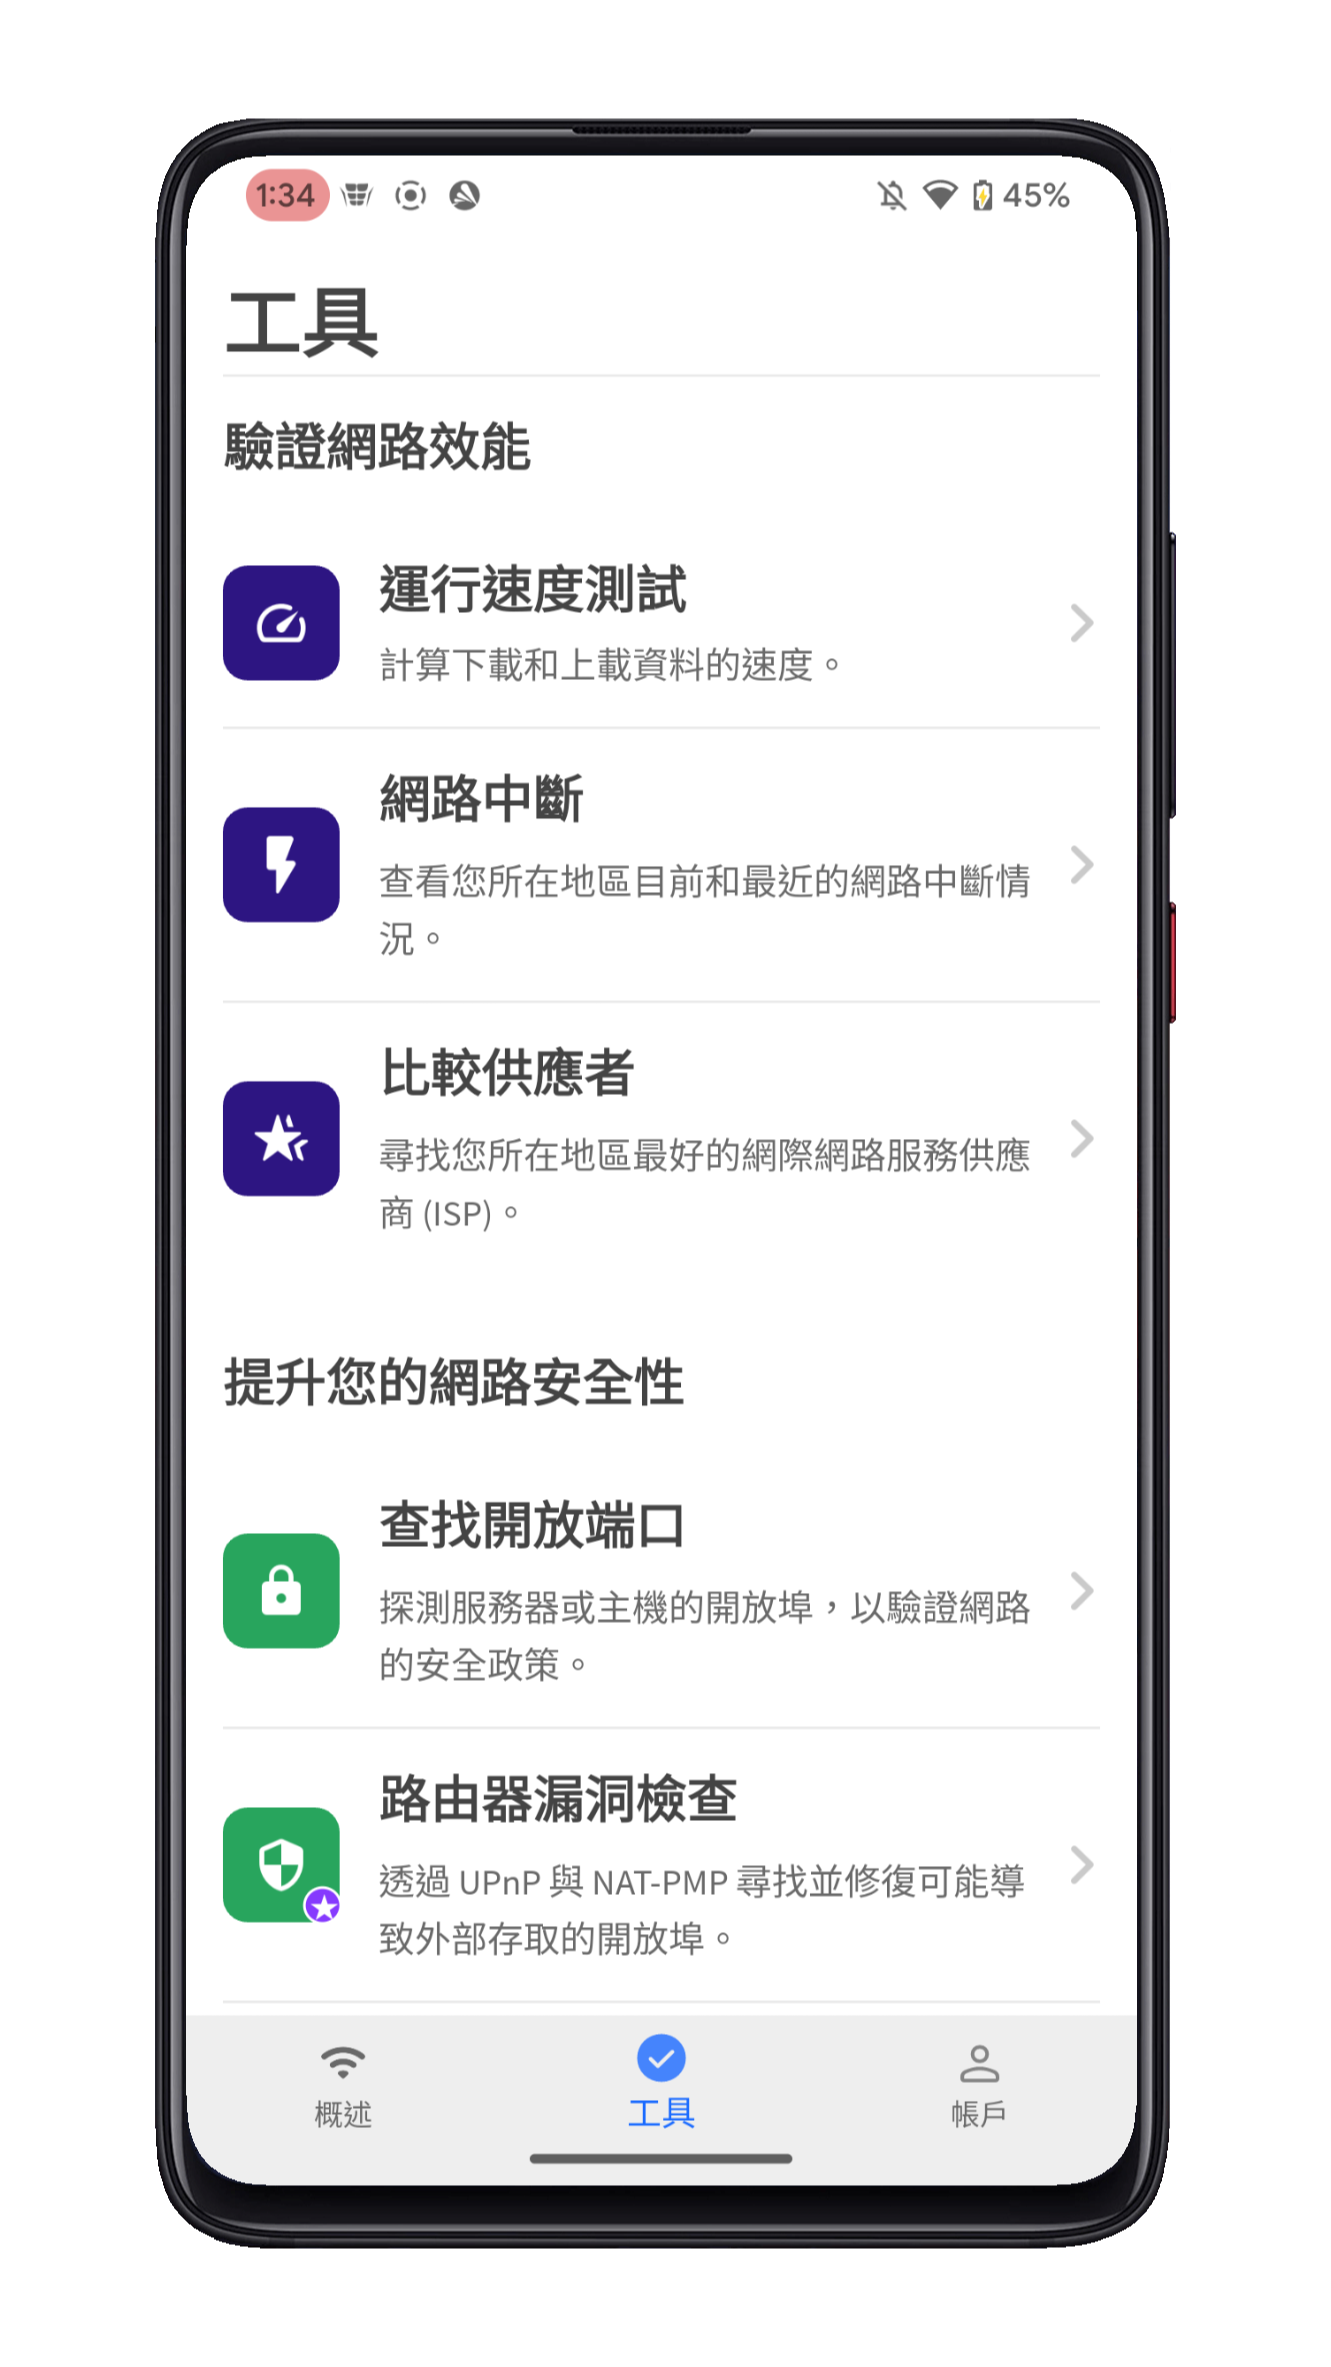 1:34
45%
工具
驗證網路效能
運行速度測試
計算下載和上載資料的速度。
網路中斷
查看您所在地區目前和最近的網路中斷情
況。
比較供應者
尋找您所在地區最好的網際網路服務供應
商 (ISP)。
提升您的網路安全性
查找開放端口
探測服務器或主機的開放埠，以驗證網路
的安全政策。
路由器漏洞檢查
透過 UPnP 與 NAT-PMP 尋找並修復可能導
致外部存取的開放埠。
概述
工具
帳戶